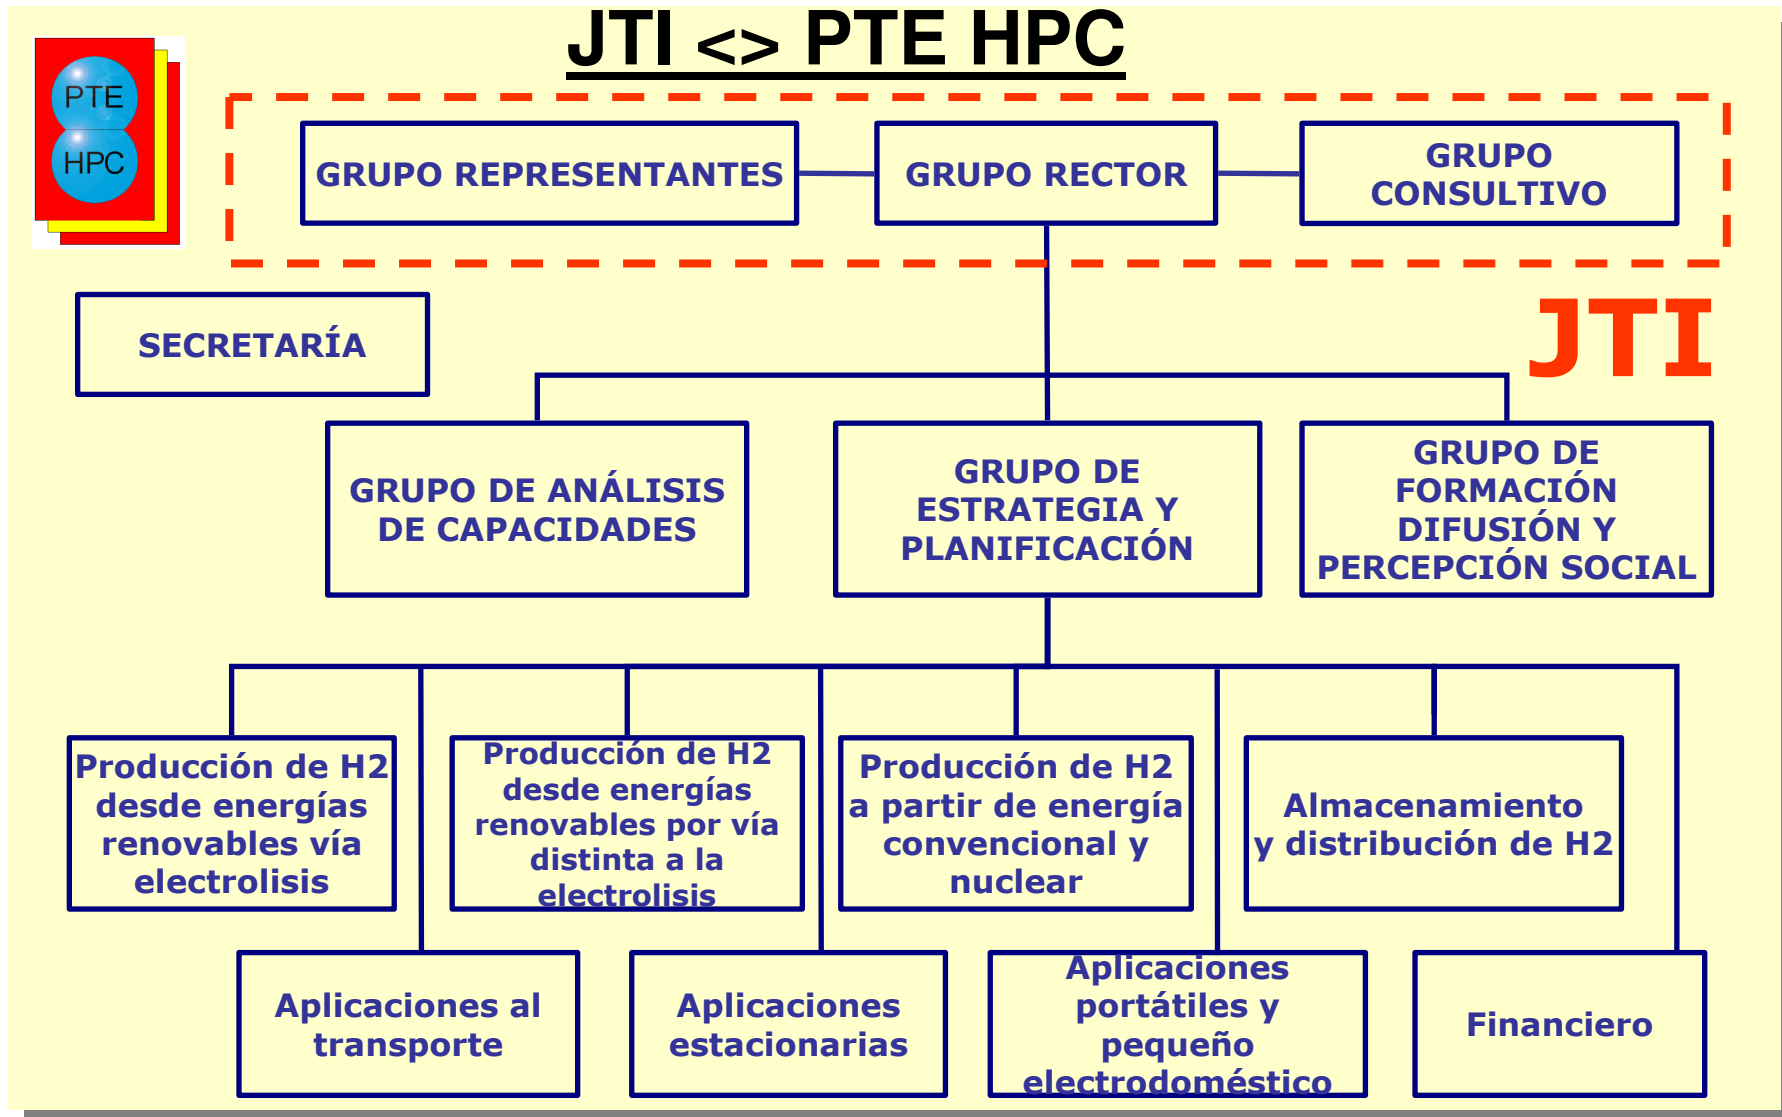 JTI <> PTE HPC
PTE
HPC
GRUPO REPRESENTANTES
GRUPO RECTOR
GRUPO
CONSULTIVO
SECRETARÍA
JTI
GRUPO DE ANÁLISIS
DE CAPACIDADES
GRUPO DE
ESTRATEGIA Y
PLANIFICACIÓN
GRUPO DE
FORMACIÓN
DIFUSIÓN Y
PERCEPCIÓN SOCIAL
Producción de H2
desde energías
renovables vía
electrolisis
Producción de H2
desde energías
renovables por vía
distinta a la
electrolisis
Producción de H2
a partir de energía
convencional y
nuclear
Almacenamiento
y distribución de H2
Aplicaciones al
transporte
Aplicaciones
estacionarias
Aplicaciones
portátiles y
pequeño
electrodoméstico
Financiero